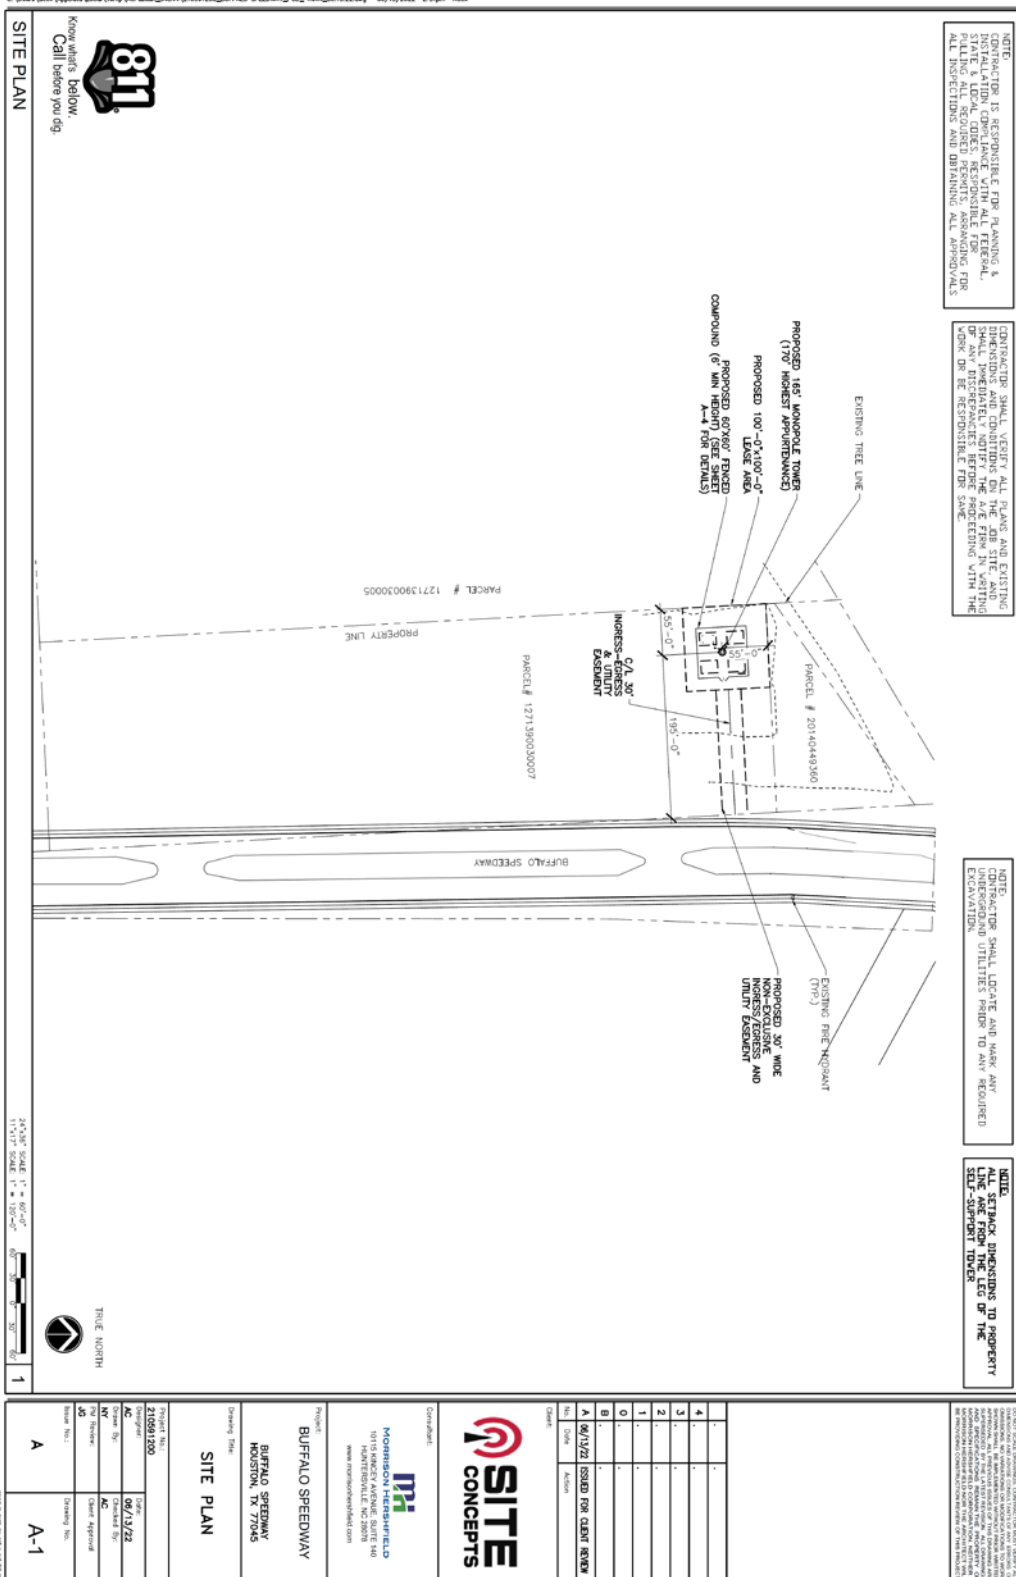 NOTE:
CONTRACTOR IS RESPONSIBLE FOR PLANNING &
INSTALLATION COMPLIANCE WITH ALL FEDERAL,
STATE & LOCAL CODES, RESPONSIBLE FOR
PULLING ALL REQUIRED PERMITS, ARRANGING FOR
ALL INSPECTIONS AND OBTAINING ALL APPROVALS
CONTRACTOR SHALL VERIFY ALL PLANS AND EXISTING
DIMENSIONS AND CONDITIONS ON THE JOB SITE, AND
SHALL IMMEDIATELY NOTIFY THE A/E FIRM IN WRITING
OF ANY DISCREPANCIES BEFORE PROCEEDING WITH THE
WORK OR BE RESPONSIBLE FOR SAME.
NOTE:
CONTRACTOR SHALL LOCATE AND MARK ANY
UNDERGROUND UTILITIES PRIOR TO ANY REQUIRED
EXCAVATION.
NOTE:
ALL SETBACK DIMENSIONS TO PROPERTY
LINE ARE FROM THE LEG OF THE
SELF-SUPPORT TOWER
EXISTING TREE LINE
PROPOSED 165' MONOPOLE TOWER
(170' HIGHEST APPURTENANCE)
PROPOSED 100'-0"x100'-0"
LEASE AREA
PROPOSED 60'X60' FENCED
COMPOUND (6' MIN HEIGHT) (SEE SHEET
A-4 FOR DETAILS)
PARCEL # 20140449360
55'-0"
55'-0"
195'-0"
C/L 30'
INGRESS-EGRESS
& UTILITY
EASEMENT
PARCEL# 1271390030007
PROPERTY LINE
PARCEL # 1271390030005
BUFFALO SPEEDWAY
EXISTING FIRE HYDRANT
(TYP.)
PROPOSED 30' WIDE
NON-EXCLUSIVE
INGRESS/EGRESS AND
UTILITY EASEMENT
811
Know what's below.
Call before you dig.
TRUE NORTH
SITE PLAN
24"x36" SCALE: 1" = 60'-0"
11"x17" SCALE: 1" = 120'-0"
60' 30' 0' 30' 60'
1
4
3
2
1
0
B
A 06/13/22 ISSUED FOR CLIENT REVIEW
No. Date Action
Client:
SITE
CONCEPTS
Consultant:
mh
MORRISON HERSHFIELD
10115 KINCEY AVENUE, SUITE 140
HUNTERSVILLE, NC 28078
www.morrisonhershfield.com
Project:
BUFFALO SPEEDWAY
BUFFALO SPEEDWAY
HOUSTON, TX 77045
Drawing Title:
SITE PLAN
Project No.:
210591200
Designer: Date:
AC 06/13/22
Drawn By: Checked By:
NY AC
PM Review: Client Approval
JG
Issue No.: Drawing No.
A A-1